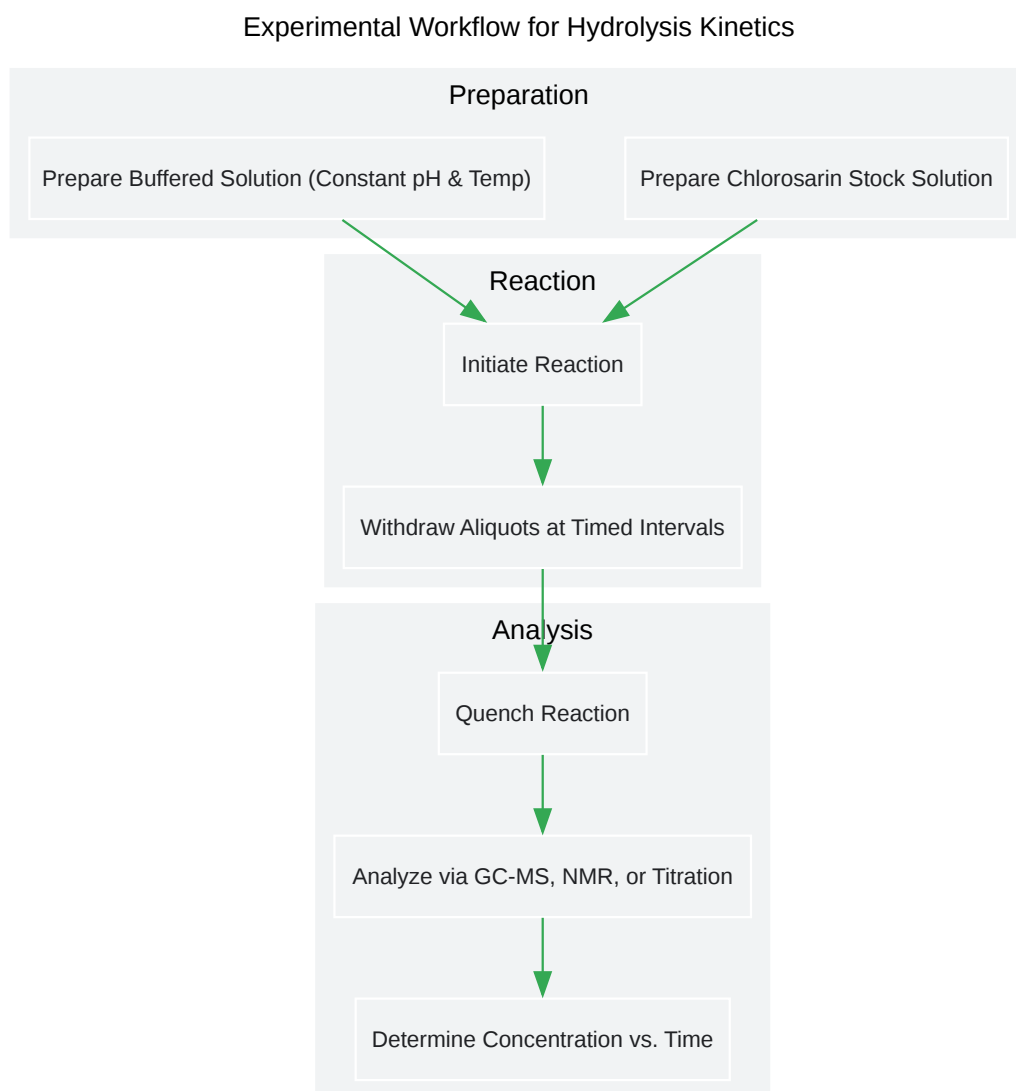 Experimental Workflow for Hydrolysis Kinetics
Preparation
Prepare Buffered Solution (Constant pH & Temp)
Prepare Chlorosarin Stock Solution
Reaction
Initiate Reaction
Withdraw Aliquots at Timed Intervals
Analysis
Quench Reaction
Analyze via GC-MS, NMR, or Titration
Determine Concentration vs. Time